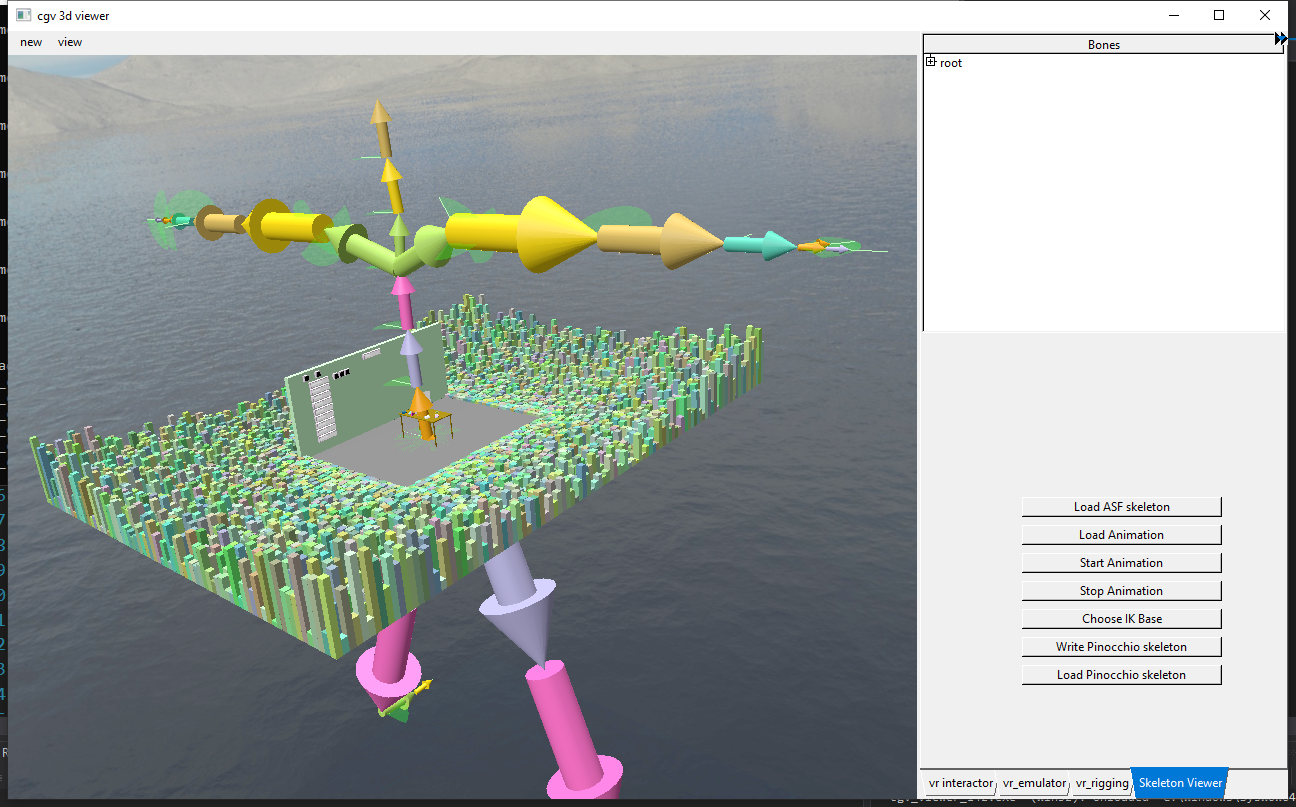 cgv 3d viewer
new view
Bones
root
Load ASF skeleton
Load Animation
Start Animation
Stop Animation
Choose IK Base
Write Pinocchio skeleton
Load Pinocchio skeleton
vr interactor vr_emulator vr_rigging Skeleton Viewer